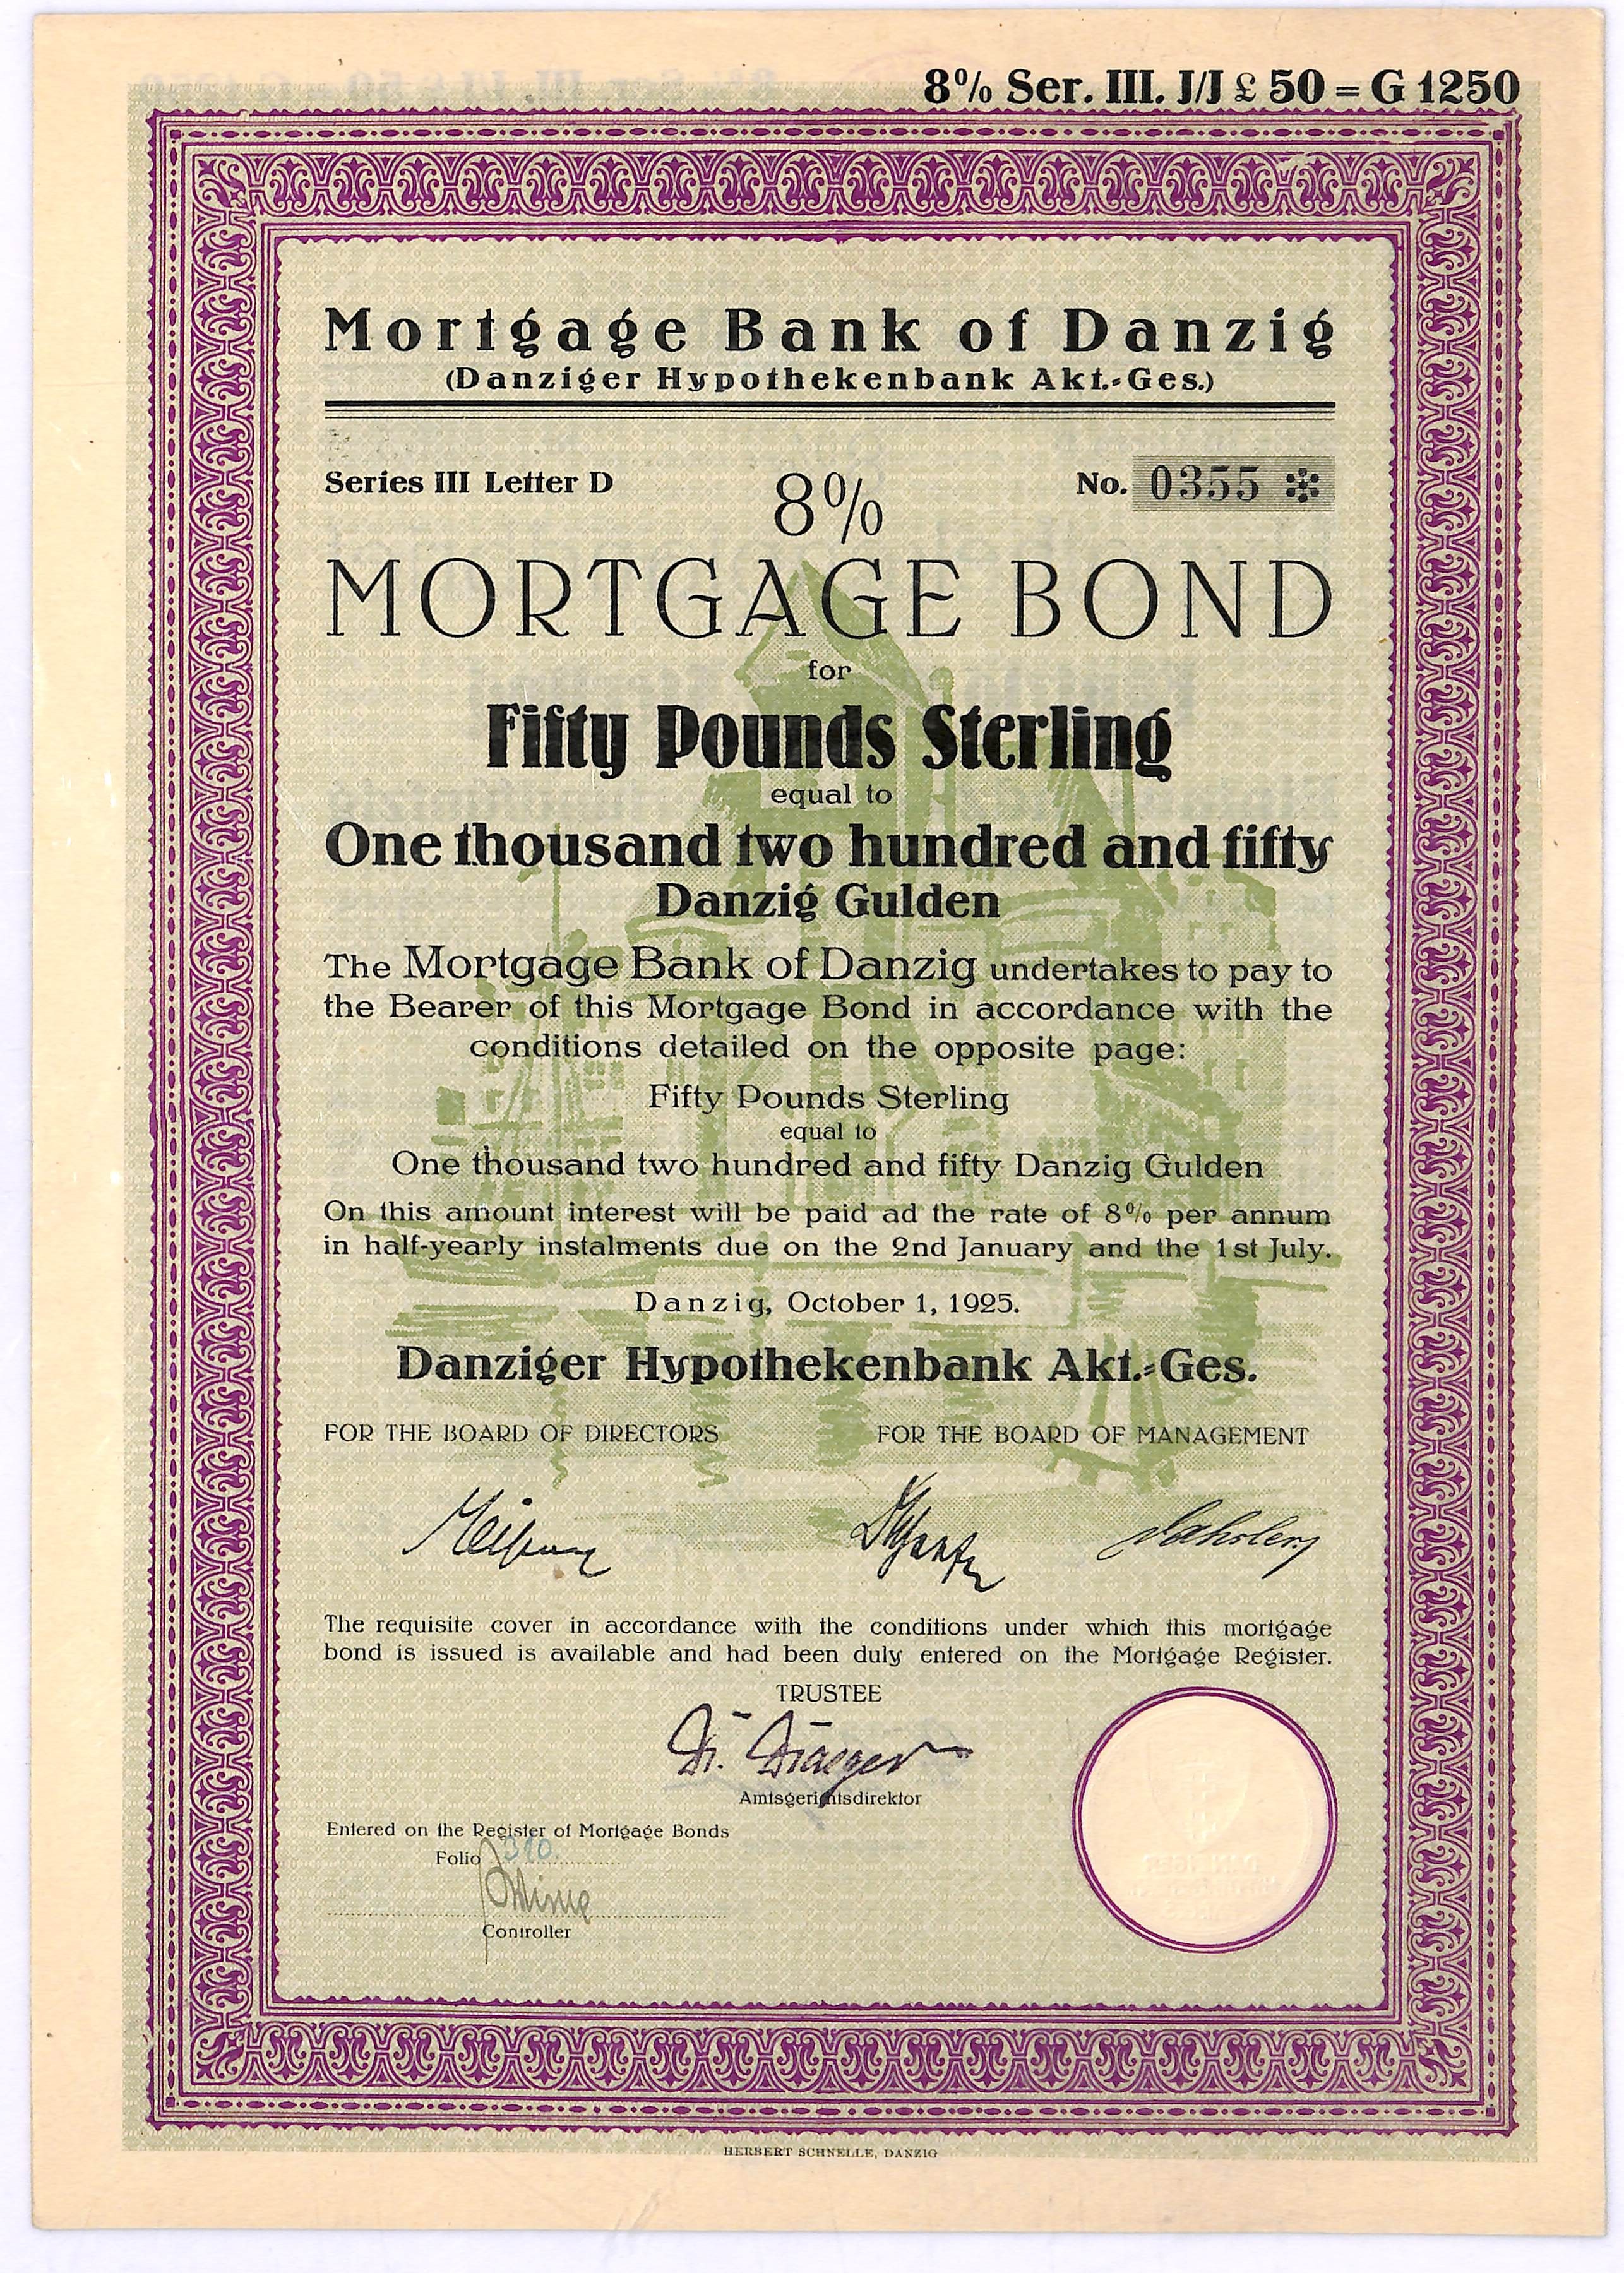 8% Ser. III. J/J £ 50 = G 1250
Mortgage Bank of Danzig
(Danziger Hypothekenbank Akt.-Ges.)
Series III Letter D
8%
No. 0355
MORTGAGE BOND
for
Fifty Pounds Sterling
equal to
One thousand two hundred and fifty
Danzig Gulden
The Mortgage Bank of Danzig undertakes to pay to
the Bearer of this Mortgage Bond in accordance with the
conditions detailed on the opposite page:
Fifty Pounds Sterling
equal to
One thousand two hundred and fifty Danzig Gulden
On this amount interest will be paid ad the rate of 8% per annum
in half-yearly instalments due on the 2nd January and the 1st July.
Danzig, October 1, 1925.
Danziger Hypothekenbank Akt.-Ges.
FOR THE BOARD OF DIRECTORS
FOR THE BOARD OF MANAGEMENT
The requisite cover in accordance with the conditions under which this mortgage
bond is issued is available and had been duly entered on the Mortgage Register.
TRUSTEE
Dr. Draeger
Amtsgerichtsdirektor
Entered on the Register of Mortgage Bonds
Folio 310.
Controller
DANZIGER
HERBERT SCHNELLE, DANZIG